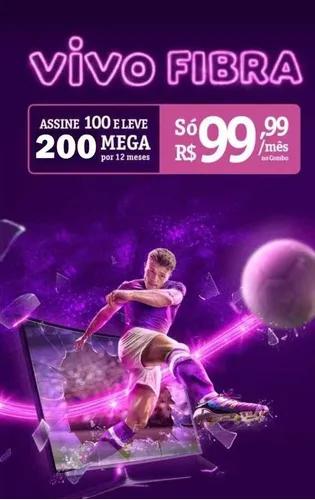 vivo FIBRA
ASSINE 100 E LEVE
200 MEGA
por 12 meses
Só
R$ 99,99
/mês
no Combo